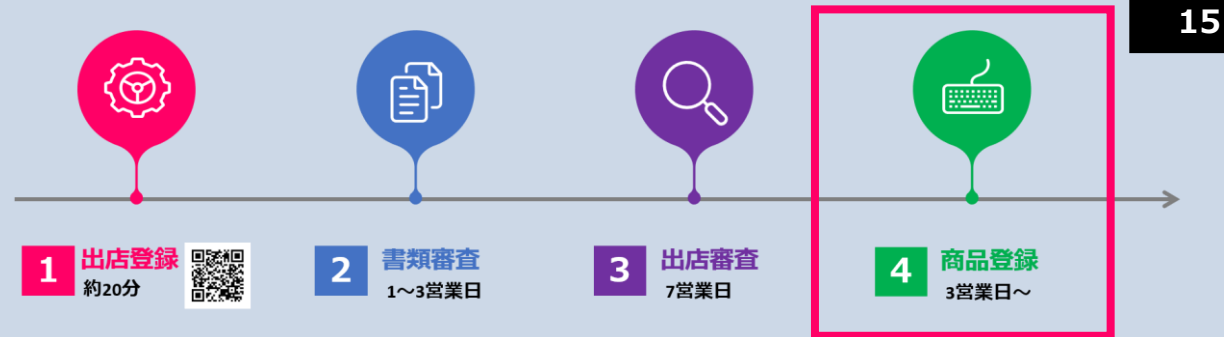 15
1 出店登録
約20分
2 書類審査
1～3営業日
3 出店審査
7営業日
4 商品登録
3営業日～